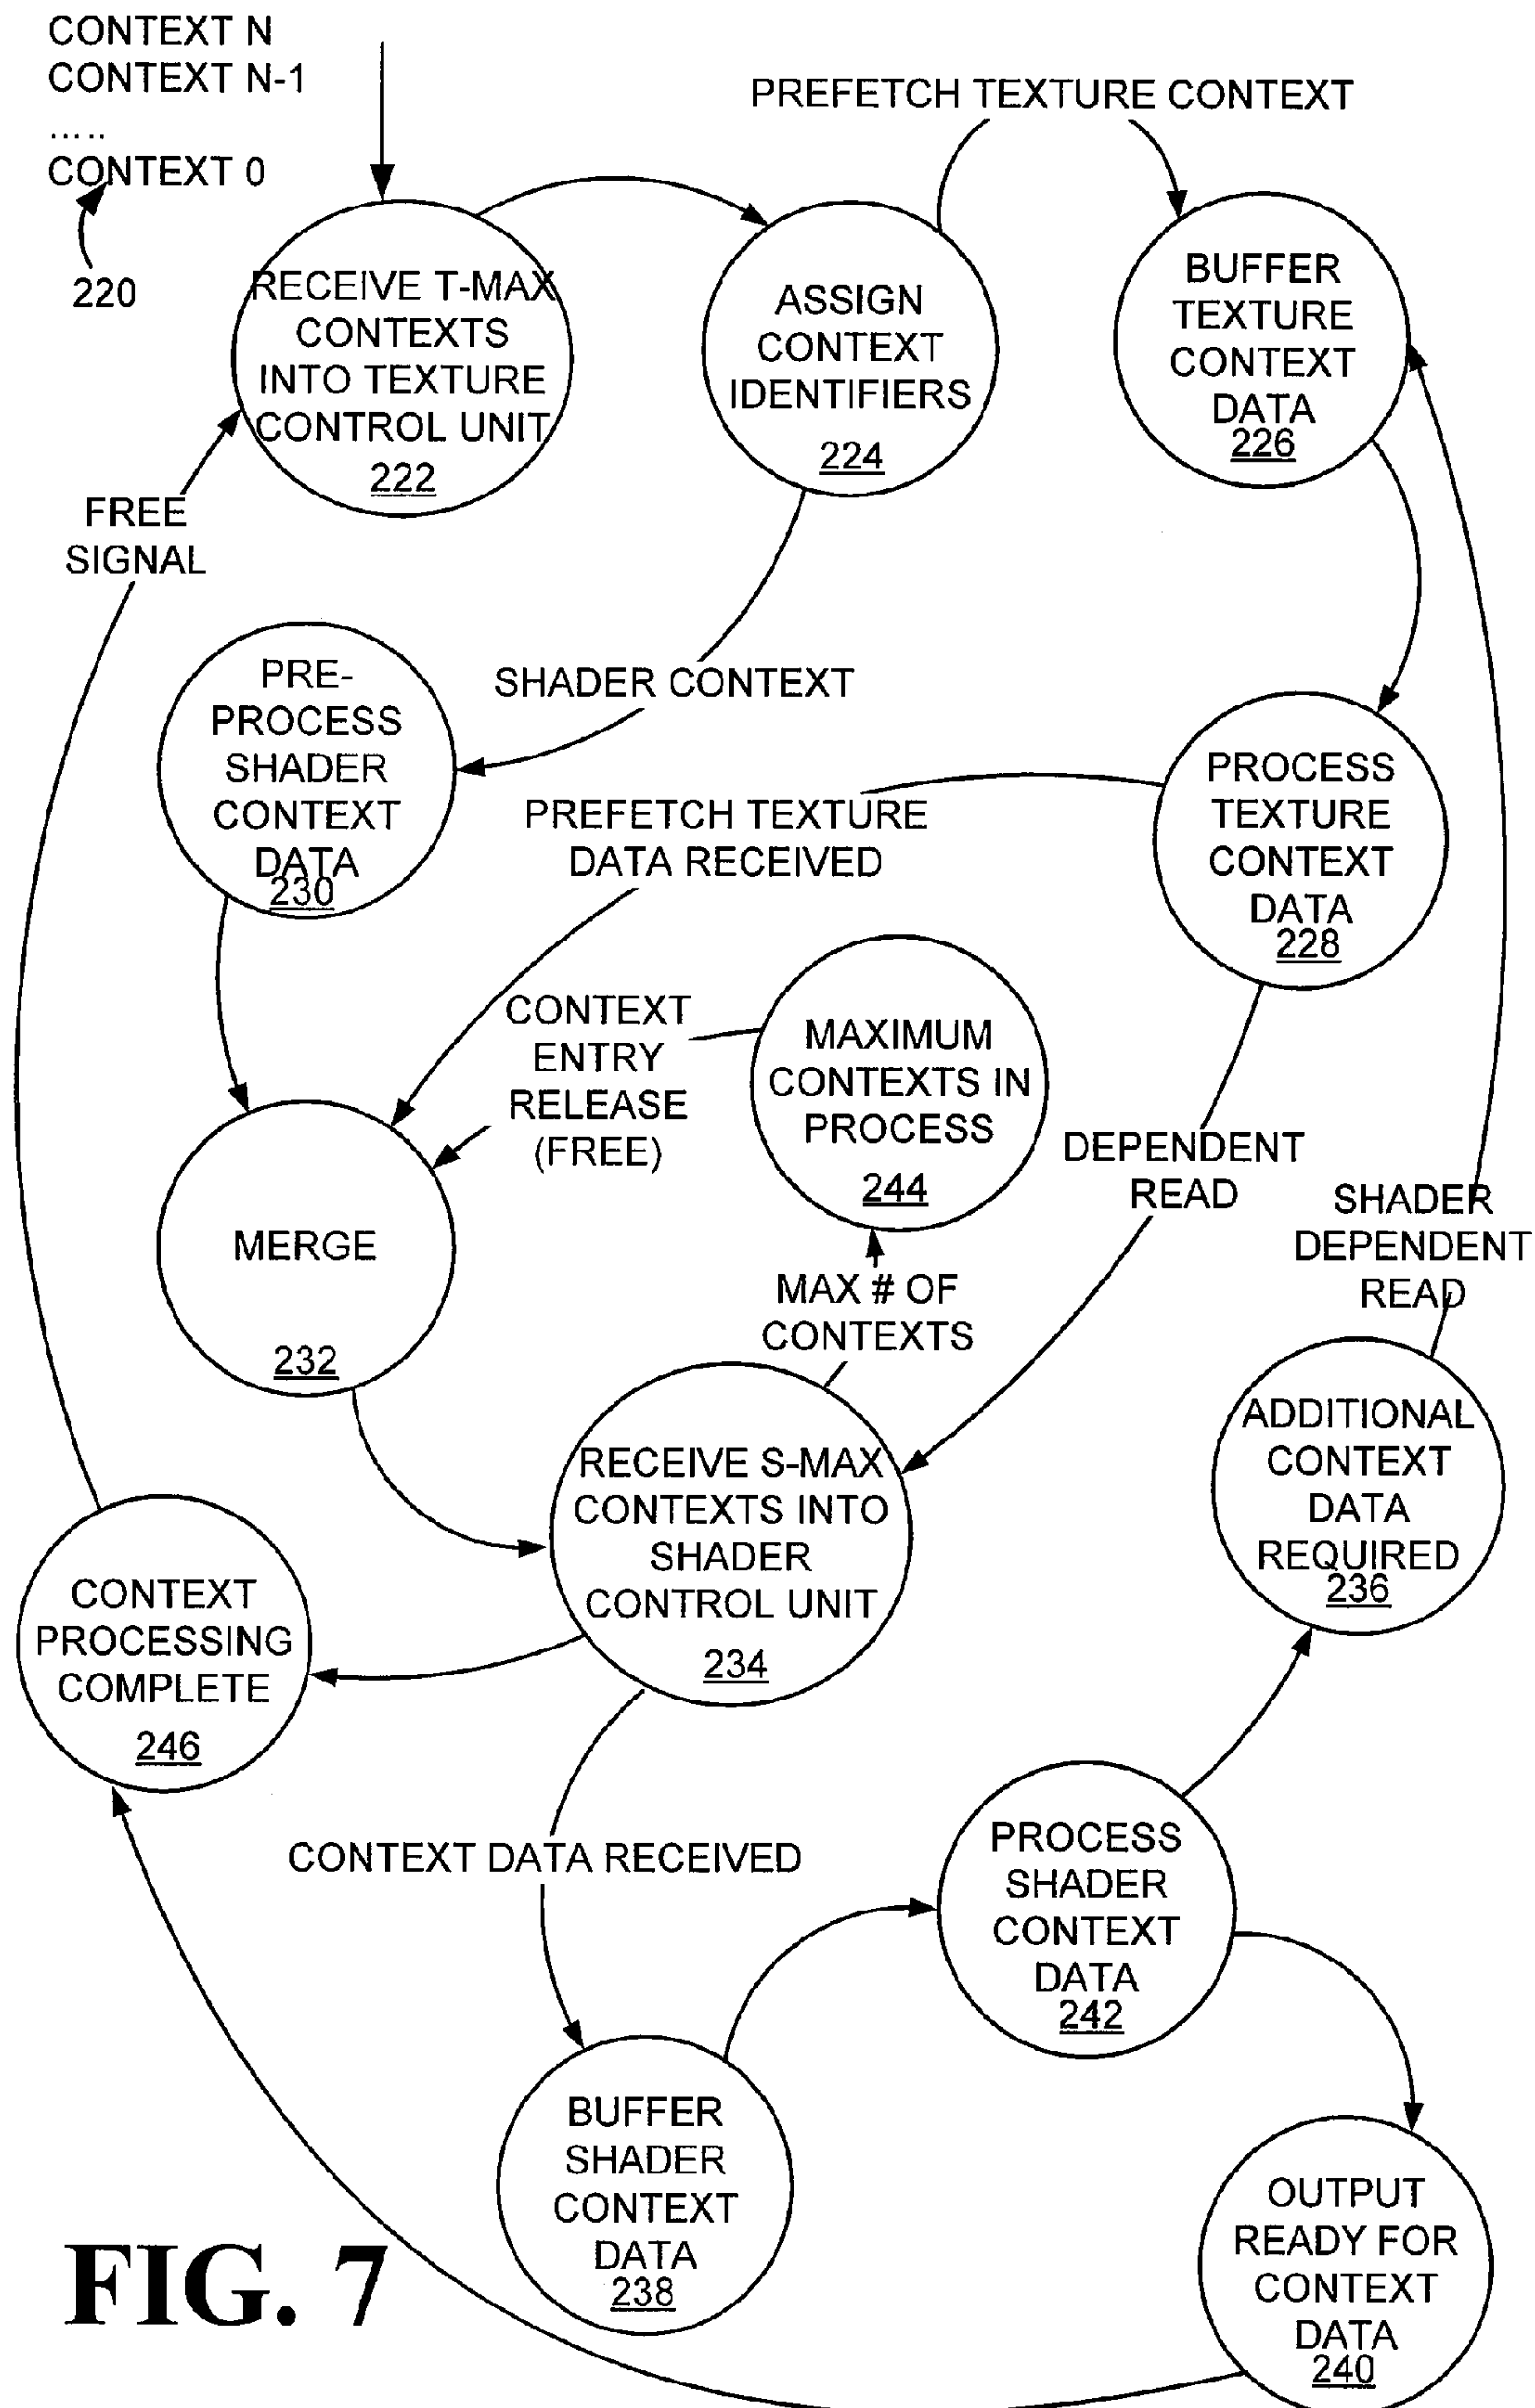 CONTEXT N
CONTEXT N-1
.....
CONTEXT 0
220
PREFETCH TEXTURE CONTEXT
RECEIVE T-MAX
CONTEXTS
INTO TEXTURE
CONTROL UNIT
222
ASSIGN
CONTEXT
IDENTIFIERS
224
BUFFER
TEXTURE
CONTEXT
DATA
226
FREE
SIGNAL
PRE-
PROCESS
SHADER
CONTEXT
DATA
230
SHADER CONTEXT
PREFETCH TEXTURE
DATA RECEIVED
PROCESS
TEXTURE
CONTEXT
DATA
228
CONTEXT
ENTRY
RELEASE
(FREE)
MAXIMUM
CONTEXTS IN
PROCESS
244
DEPENDENT
READ
SHADER
DEPENDENT
READ
MERGE
232
MAX # OF
CONTEXTS
RECEIVE S-MAX
CONTEXTS INTO
SHADER
CONTROL UNIT
234
ADDITIONAL
CONTEXT
DATA
REQUIRED
236
CONTEXT
PROCESSING
COMPLETE
246
CONTEXT DATA RECEIVED
PROCESS
SHADER
CONTEXT
DATA
242
BUFFER
SHADER
CONTEXT
DATA
238
OUTPUT
READY FOR
CONTEXT
DATA
240
FIG. 7